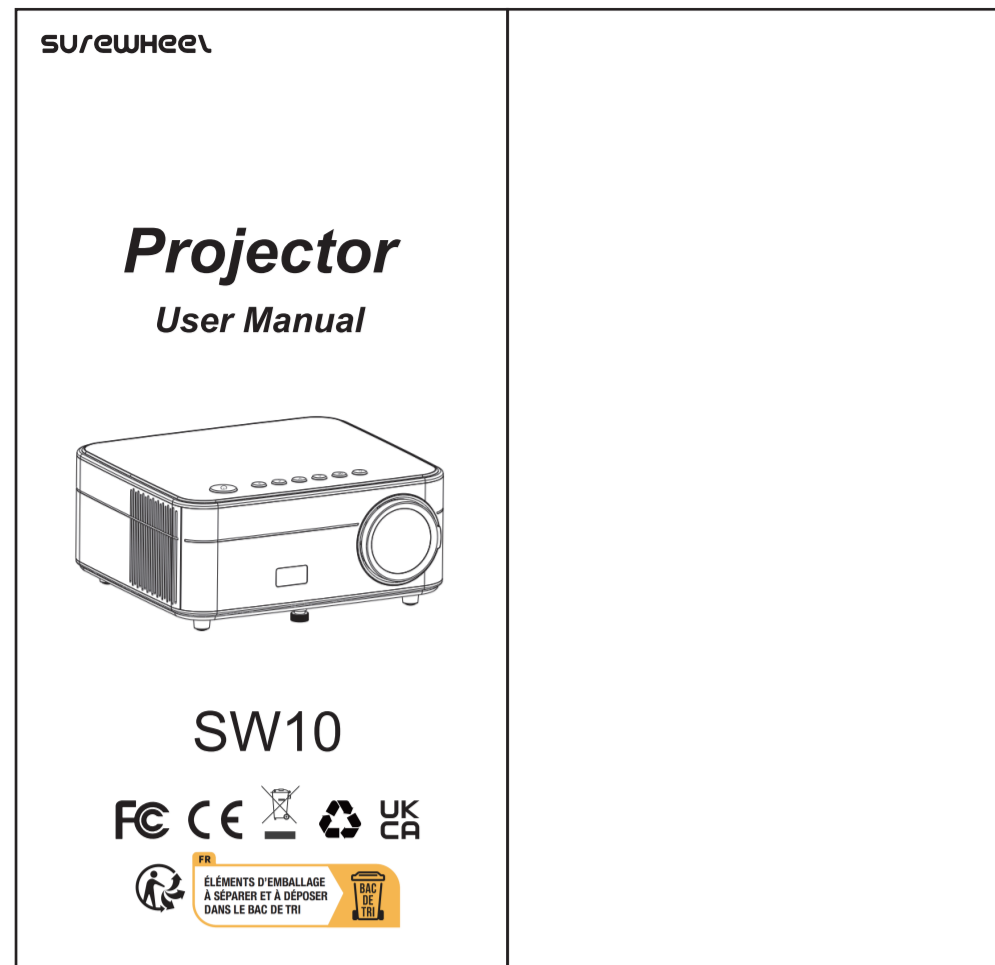 surewheel
Projector
User Manual
SW10
FC CE UK
CA
FR
ÉLÉMENTS D'EMBALLAGE
À SÉPARER ET À DÉPOSER
DANS LE BAC DE TRI
BAC
DE
TRI